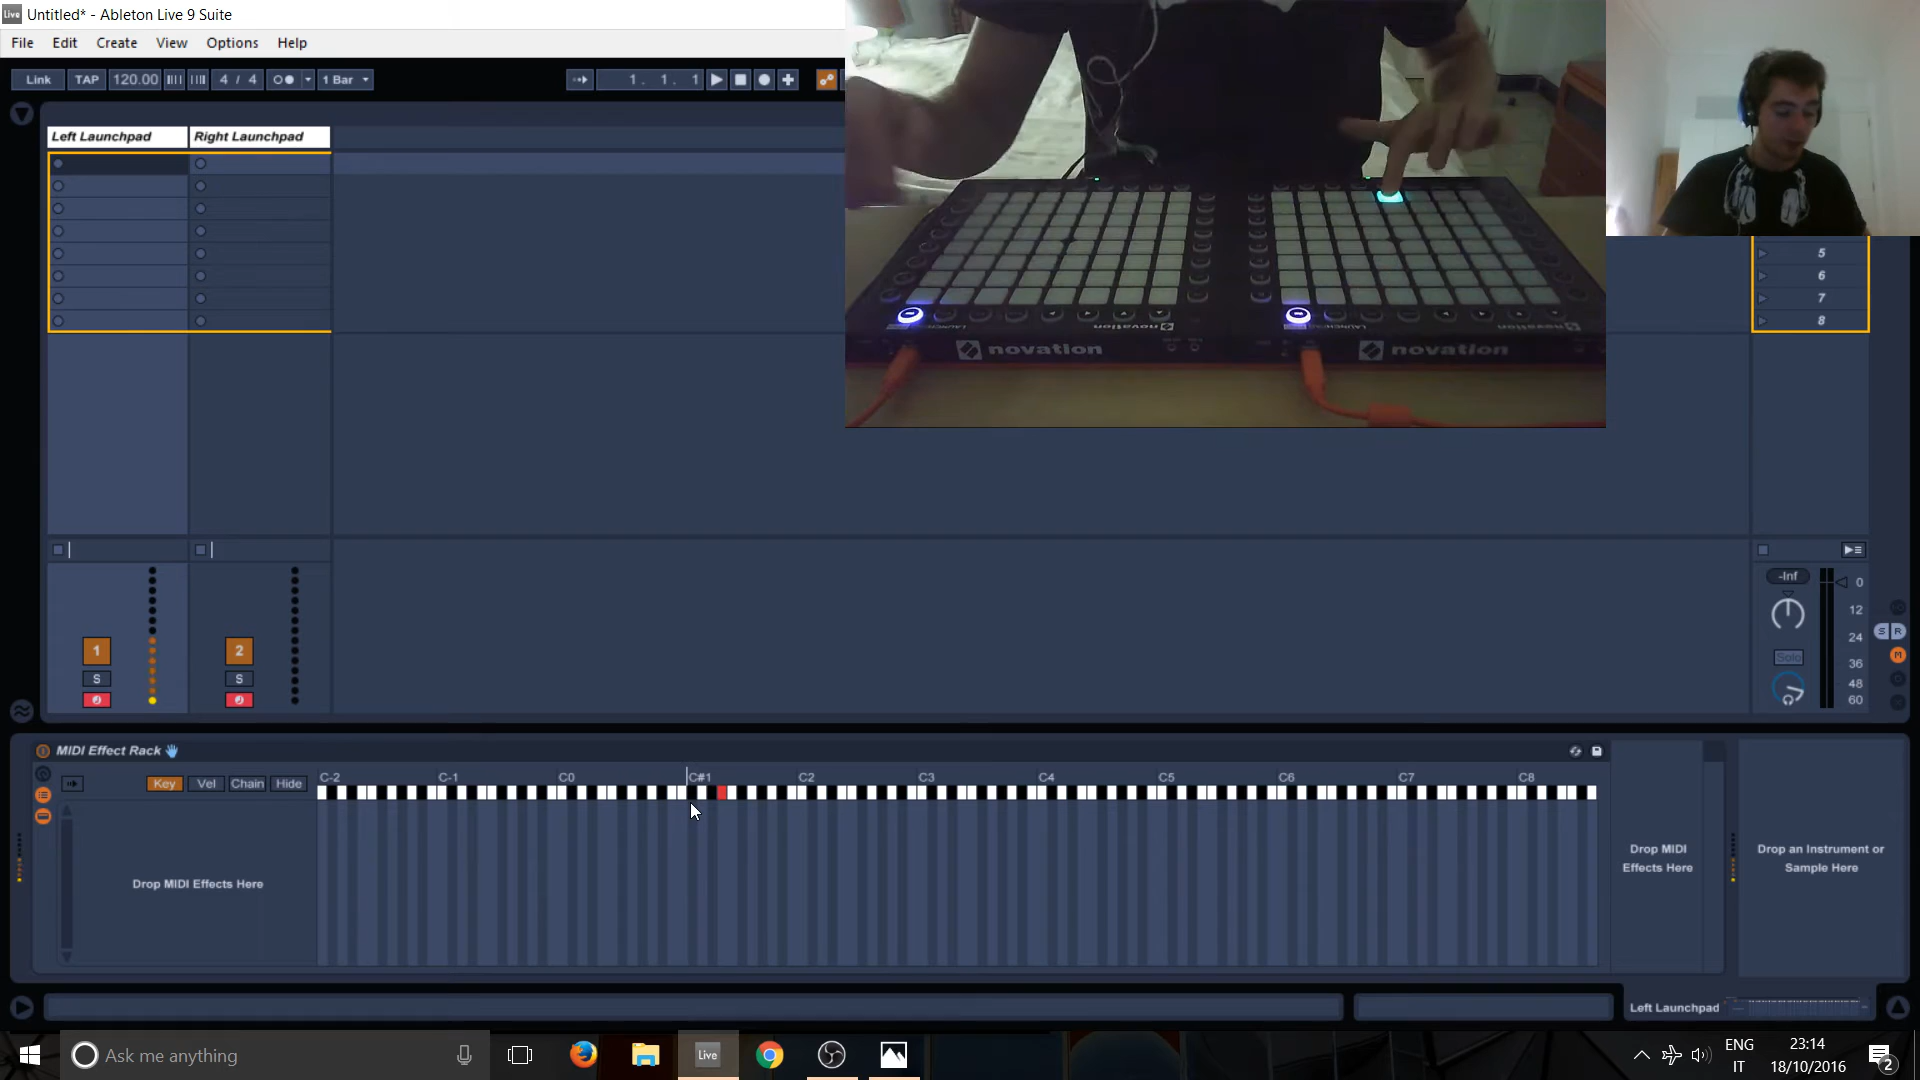 Live Untitled* - Ableton Live 9 Suite
File Edit Create View Options Help
Link TAP 120.00 4 / 4 1 Bar 1. 1. 1
Left Launchpad Right Launchpad
5
6
7
8
novation novation
-Inf 0
12
24
36
48
60
Solo
S R
M
1 2
S S
MIDI Effect Rack
Key Vel Chain Hide
C-2 C-1 C0 C#1 C2 C3 C4 C5 C6 C7 C8
Drop MIDI Effects Here
Drop MIDI
Effects Here
Drop an Instrument or
Sample Here
Left Launchpad
Ask me anything
Live
ENG
IT
23:14
18/10/2016
2